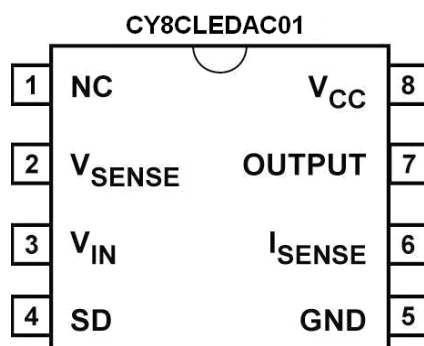 CY8CLEDAC01
1 NC VCC 8
2 VSENSE OUTPUT 7
3 VIN ISENSE 6
4 SD GND 5